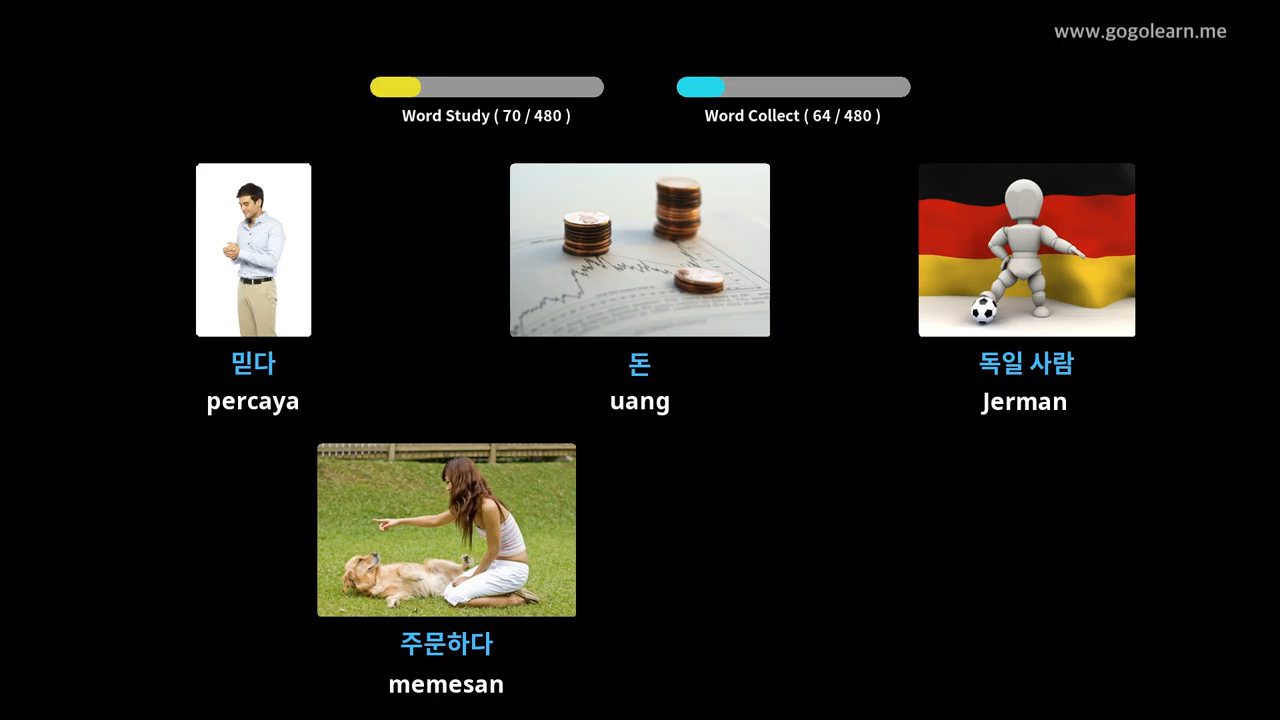 www.gogolearn.me
Word Study ( 70 / 480 )
Word Collect ( 64 / 480 )
믿다
percaya
돈
uang
독일 사람
Jerman
주문하다
memesan